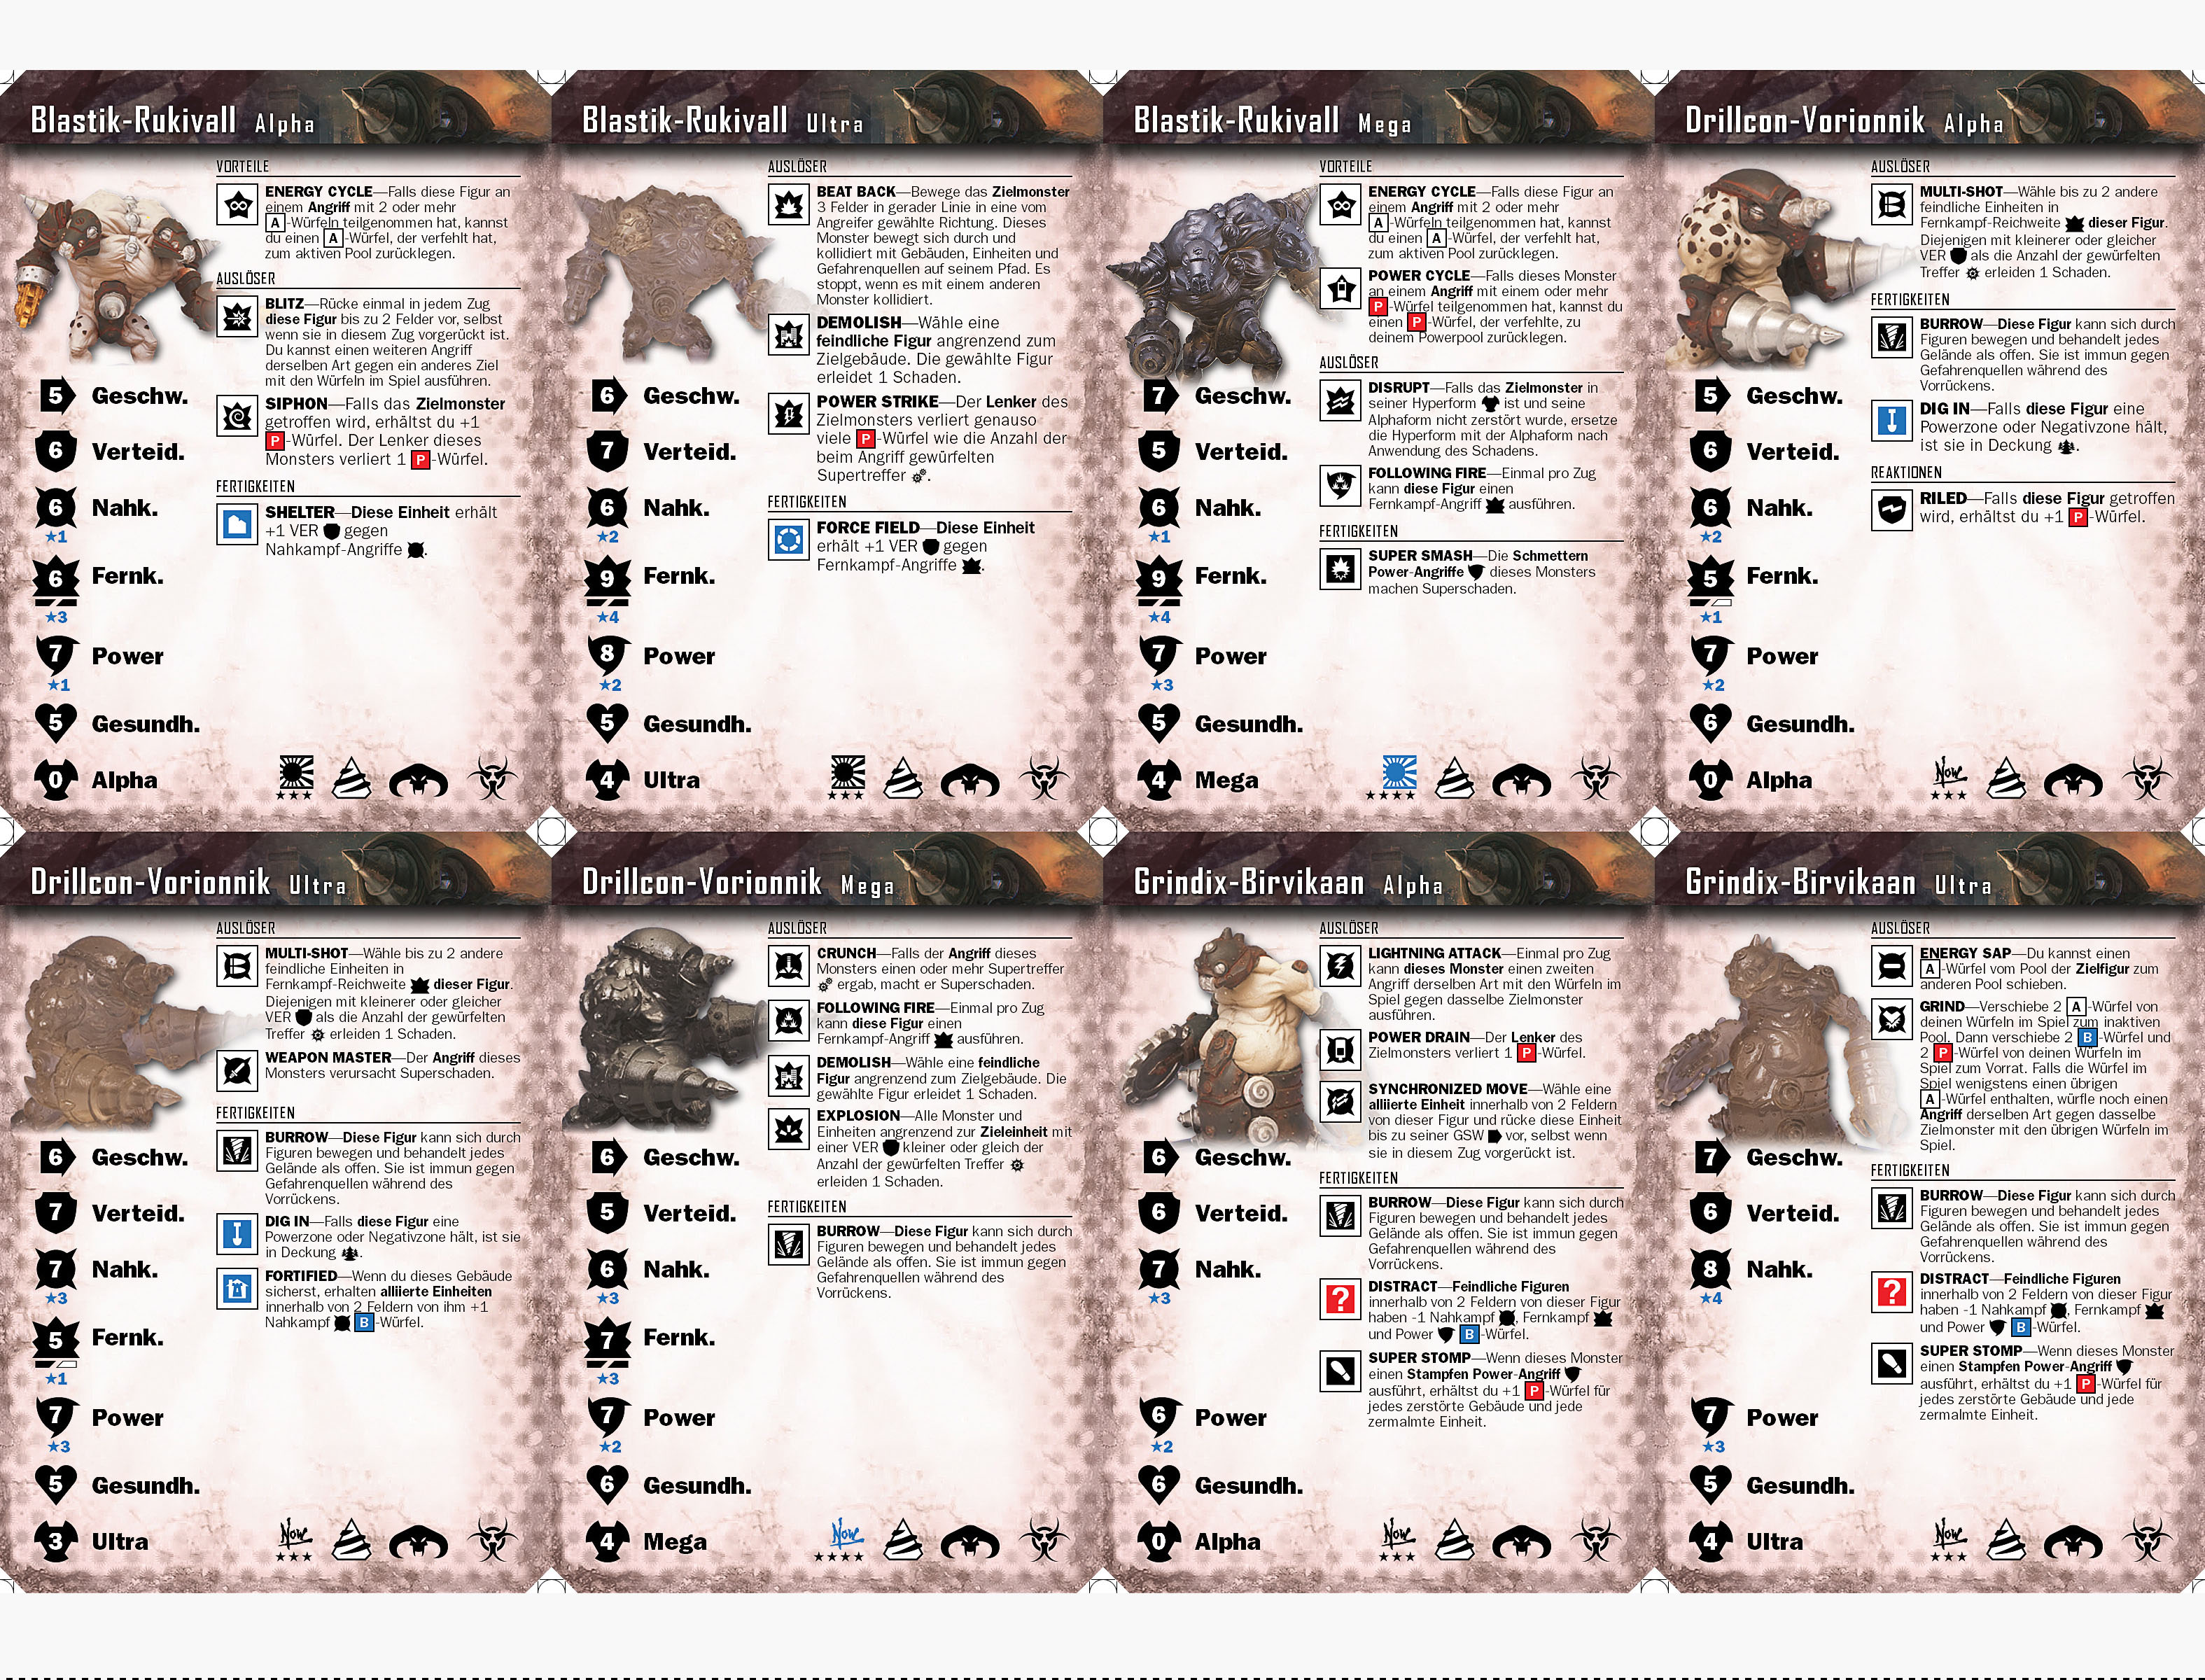 Blastik-Rukivall Alpha
VORTEILE
ENERGY CYCLE—Falls diese Figur an
einem Angriff mit 2 oder mehr
A-Würfeln teilgenommen hat, kannst
du einen A-Würfel, der verfehlt hat,
zum aktiven Pool zurücklegen.
AUSLÖSER
BLITZ—Rücke einmal in jedem Zug
diese Figur bis zu 2 Felder vor, selbst
wenn sie in diesem Zug vorgerückt ist.
Du kannst einen weiteren Angriff
derselben Art gegen ein anderes Ziel
mit den Würfeln im Spiel ausführen.
SIPHON—Falls das Zielmonster
getroffen wird, erhältst du +1
P-Würfel. Der Lenker dieses
Monsters verliert 1 P-Würfel.
FERTIGKEITEN
SHELTER—Diese Einheit erhält
+1 VER gegen
Nahkampf-Angriffe.
5 Geschw.
6 Verteid.
6 Nahk.
★1
6 Fernk.
★3
7 Power
★1
5 Gesundh.
0 Alpha
★★★
Blastik-Rukivall Ultra
AUSLÖSER
BEAT BACK—Bewege das Zielmonster
3 Felder in gerader Linie in eine vom
Angreifer gewählte Richtung. Dieses
Monster bewegt sich durch und
kollidiert mit Gebäuden, Einheiten und
Gefahrenquellen auf seinem Pfad. Es
stoppt, wenn es mit einem anderen
Monster kollidiert.
DEMOLISH—Wähle eine
feindliche Figur angrenzend zum
Zielgebäude. Die gewählte Figur
erleidet 1 Schaden.
POWER STRIKE—Der Lenker des
Zielmonsters verliert genauso
viele P-Würfel wie die Anzahl der
beim Angriff gewürfelten
Supertreffer.
FERTIGKEITEN
FORCE FIELD—Diese Einheit
erhält +1 VER gegen
Fernkampf-Angriffe.
6 Geschw.
7 Verteid.
6 Nahk.
★2
9 Fernk.
★4
8 Power
★2
5 Gesundh.
4 Ultra
★★★
Blastik-Rukivall Mega
VORTEILE
ENERGY CYCLE—Falls diese Figur an
einem Angriff mit 2 oder mehr
A-Würfeln teilgenommen hat, kannst
du einen A-Würfel, der verfehlt hat,
zum aktiven Pool zurücklegen.
POWER CYCLE—Falls dieses Monster
an einem Angriff mit einem oder mehr
P-Würfel teilgenommen hat, kannst du
einen P-Würfel, der verfehlte, zu
deinem Powerpool zurücklegen.
AUSLÖSER
DISRUPT—Falls das Zielmonster in
seiner Hyperform ist und seine
Alphaform nicht zerstört wurde, ersetze
die Hyperform mit der Alphaform nach
Anwendung des Schadens.
FOLLOWING FIRE—Einmal pro Zug
kann diese Figur einen
Fernkampf-Angriff ausführen.
FERTIGKEITEN
SUPER SMASH—Die Schmettern
Power-Angriffe dieses Monsters
machen Superschaden.
7 Geschw.
5 Verteid.
6 Nahk.
★1
9 Fernk.
★4
7 Power
★3
5 Gesundh.
4 Mega
★★★★
Drillcon-Vorionnik Alpha
AUSLÖSER
MULTI-SHOT—Wähle bis zu 2 andere
feindliche Einheiten in
Fernkampf-Reichweite dieser Figur.
Diejenigen mit kleinerer oder gleicher
VER als die Anzahl der gewürfelten
Treffer erleiden 1 Schaden.
FERTIGKEITEN
BURROW—Diese Figur kann sich durch
Figuren bewegen und behandelt jedes
Gelände als offen. Sie ist immun gegen
Gefahrenquellen während des
Vorrückens.
DIG IN—Falls diese Figur eine
Powerzone oder Negativzone hält,
ist sie in Deckung.
REAKTIONEN
RILED—Falls diese Figur getroffen
wird, erhältst du +1 P-Würfel.
5 Geschw.
6 Verteid.
6 Nahk.
★2
5 Fernk.
★1
7 Power
★2
6 Gesundh.
0 Alpha
Now
★★★
Drillcon-Vorionnik Ultra
AUSLÖSER
MULTI-SHOT—Wähle bis zu 2 andere
feindliche Einheiten in
Fernkampf-Reichweite dieser Figur.
Diejenigen mit kleinerer oder gleicher
VER als die Anzahl der gewürfelten
Treffer erleiden 1 Schaden.
WEAPON MASTER—Der Angriff dieses
Monsters verursacht Superschaden.
FERTIGKEITEN
BURROW—Diese Figur kann sich durch
Figuren bewegen und behandelt jedes
Gelände als offen. Sie ist immun gegen
Gefahrenquellen während des
Vorrückens.
DIG IN—Falls diese Figur eine
Powerzone oder Negativzone hält, ist sie
in Deckung.
FORTIFIED—Wenn du dieses Gebäude
sicherst, erhalten alliierte Einheiten
innerhalb von 2 Feldern von ihm +1
Nahkampf B-Würfel.
6 Geschw.
7 Verteid.
7 Nahk.
★3
5 Fernk.
★1
7 Power
★3
5 Gesundh.
3 Ultra
Now
★★★
Drillcon-Vorionnik Mega
AUSLÖSER
CRUNCH—Falls der Angriff dieses
Monsters einen oder mehr Supertreffer
ergab, macht er Superschaden.
FOLLOWING FIRE—Einmal pro Zug
kann diese Figur einen
Fernkampf-Angriff ausführen.
DEMOLISH—Wähle eine feindliche
Figur angrenzend zum Zielgebäude. Die
gewählte Figur erleidet 1 Schaden.
EXPLOSION—Alle Monster und
Einheiten angrenzend zur Zieleinheit mit
einer VER kleiner oder gleich der
Anzahl der gewürfelten Treffer
erleiden 1 Schaden.
FERTIGKEITEN
BURROW—Diese Figur kann sich durch
Figuren bewegen und behandelt jedes
Gelände als offen. Sie ist immun gegen
Gefahrenquellen während des
Vorrückens.
6 Geschw.
5 Verteid.
6 Nahk.
★3
7 Fernk.
★3
7 Power
★2
6 Gesundh.
4 Mega
Now
★★★★
Grindix-Birvikaan Alpha
AUSLÖSER
LIGHTNING ATTACK—Einmal pro Zug
kann dieses Monster einen zweiten
Angriff derselben Art mit den Würfeln im
Spiel gegen dasselbe Zielmonster
ausführen.
POWER DRAIN—Der Lenker des
Zielmonsters verliert 1 P-Würfel.
SYNCHRONIZED MOVE—Wähle eine
alliierte Einheit innerhalb von 2 Feldern
von dieser Figur und rücke diese Einheit
bis zu seiner GSW vor, selbst wenn
sie in diesem Zug vorgerückt ist.
FERTIGKEITEN
BURROW—Diese Figur kann sich durch
Figuren bewegen und behandelt jedes
Gelände als offen. Sie ist immun gegen
Gefahrenquellen während des
Vorrückens.
DISTRACT—Feindliche Figuren
innerhalb von 2 Feldern von dieser Figur
haben -1 Nahkampf, Fernkampf
und Power B-Würfel.
SUPER STOMP—Wenn dieses Monster
einen Stampfen Power-Angriff
ausführt, erhältst du +1 P-Würfel für
jedes zerstörte Gebäude und jede
zermalmte Einheit.
6 Geschw.
6 Verteid.
7 Nahk.
★3
6 Power
★2
6 Gesundh.
0 Alpha
Now
★★★
Grindix-Birvikaan Ultra
AUSLÖSER
ENERGY SAP—Du kannst einen
A-Würfel vom Pool der Zielfigur zum
anderen Pool schieben.
GRIND—Verschiebe 2 A-Würfel von
deinen Würfeln im Spiel zum inaktiven
Pool. Dann verschiebe 2 B-Würfel und
2 P-Würfel von deinen Würfeln im
Spiel zum Vorrat. Falls die Würfel im
Spiel wenigstens einen übrigen
A-Würfel enthalten, würfle noch einen
Angriff derselben Art gegen dasselbe
Zielmonster mit den übrigen Würfeln im
Spiel.
FERTIGKEITEN
BURROW—Diese Figur kann sich durch
Figuren bewegen und behandelt jedes
Gelände als offen. Sie ist immun gegen
Gefahrenquellen während des
Vorrückens.
DISTRACT—Feindliche Figuren
innerhalb von 2 Feldern von dieser Figur
haben -1 Nahkampf, Fernkampf
und Power B-Würfel.
SUPER STOMP—Wenn dieses Monster
einen Stampfen Power-Angriff
ausführt, erhältst du +1 P-Würfel für
jedes zerstörte Gebäude und jede
zermalmte Einheit.
7 Geschw.
6 Verteid.
8 Nahk.
★4
7 Power
★3
5 Gesundh.
4 Ultra
Now
★★★